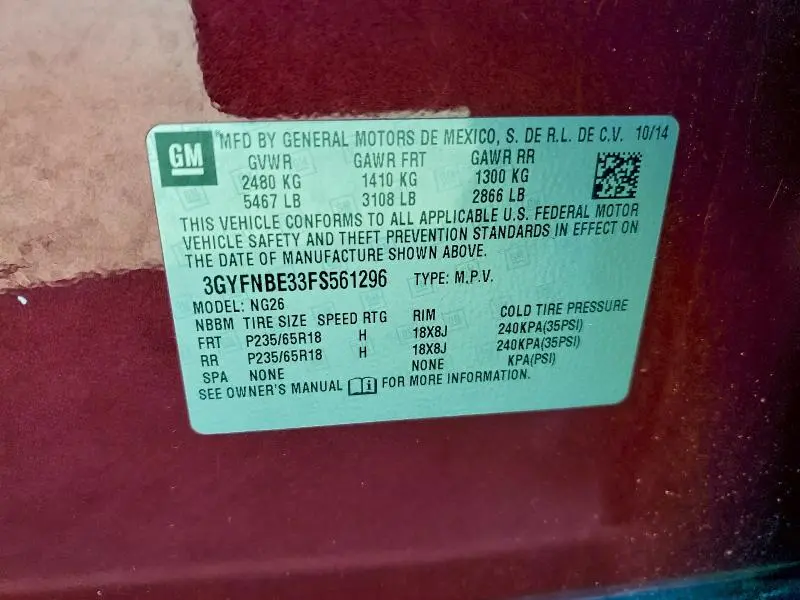 GM
"MFD BY GENERAL MOTORS DE MEXICO, S. DE R.L. DE C.V. 10/14
GVWR GAWR FRT GAWR RR
2480 KG 1410 KG 1300 KG
5467 LB 3108 LB 2866 LB
THIS VEHICLE CONFORMS TO ALL APPLICABLE U.S. FEDERAL MOTOR
VEHICLE SAFETY AND THEFT PREVENTION STANDARDS IN EFFECT ON
THE DATE OF MANUFACTURE SHOWN ABOVE.
3GYFNBE33FS561296 TYPE: M.P.V.
MODEL: NG26
NBBM TIRE SIZE SPEED RTG RIM COLD TIRE PRESSURE
FRT P235/65R18 H 18X8J 240KPA(35PSI)
RR P235/65R18 H 18X8J 240KPA(35PSI)
SPA NONE NONE KPA(PSI)
SEE OWNER'S MANUAL FOR MORE INFORMATION.